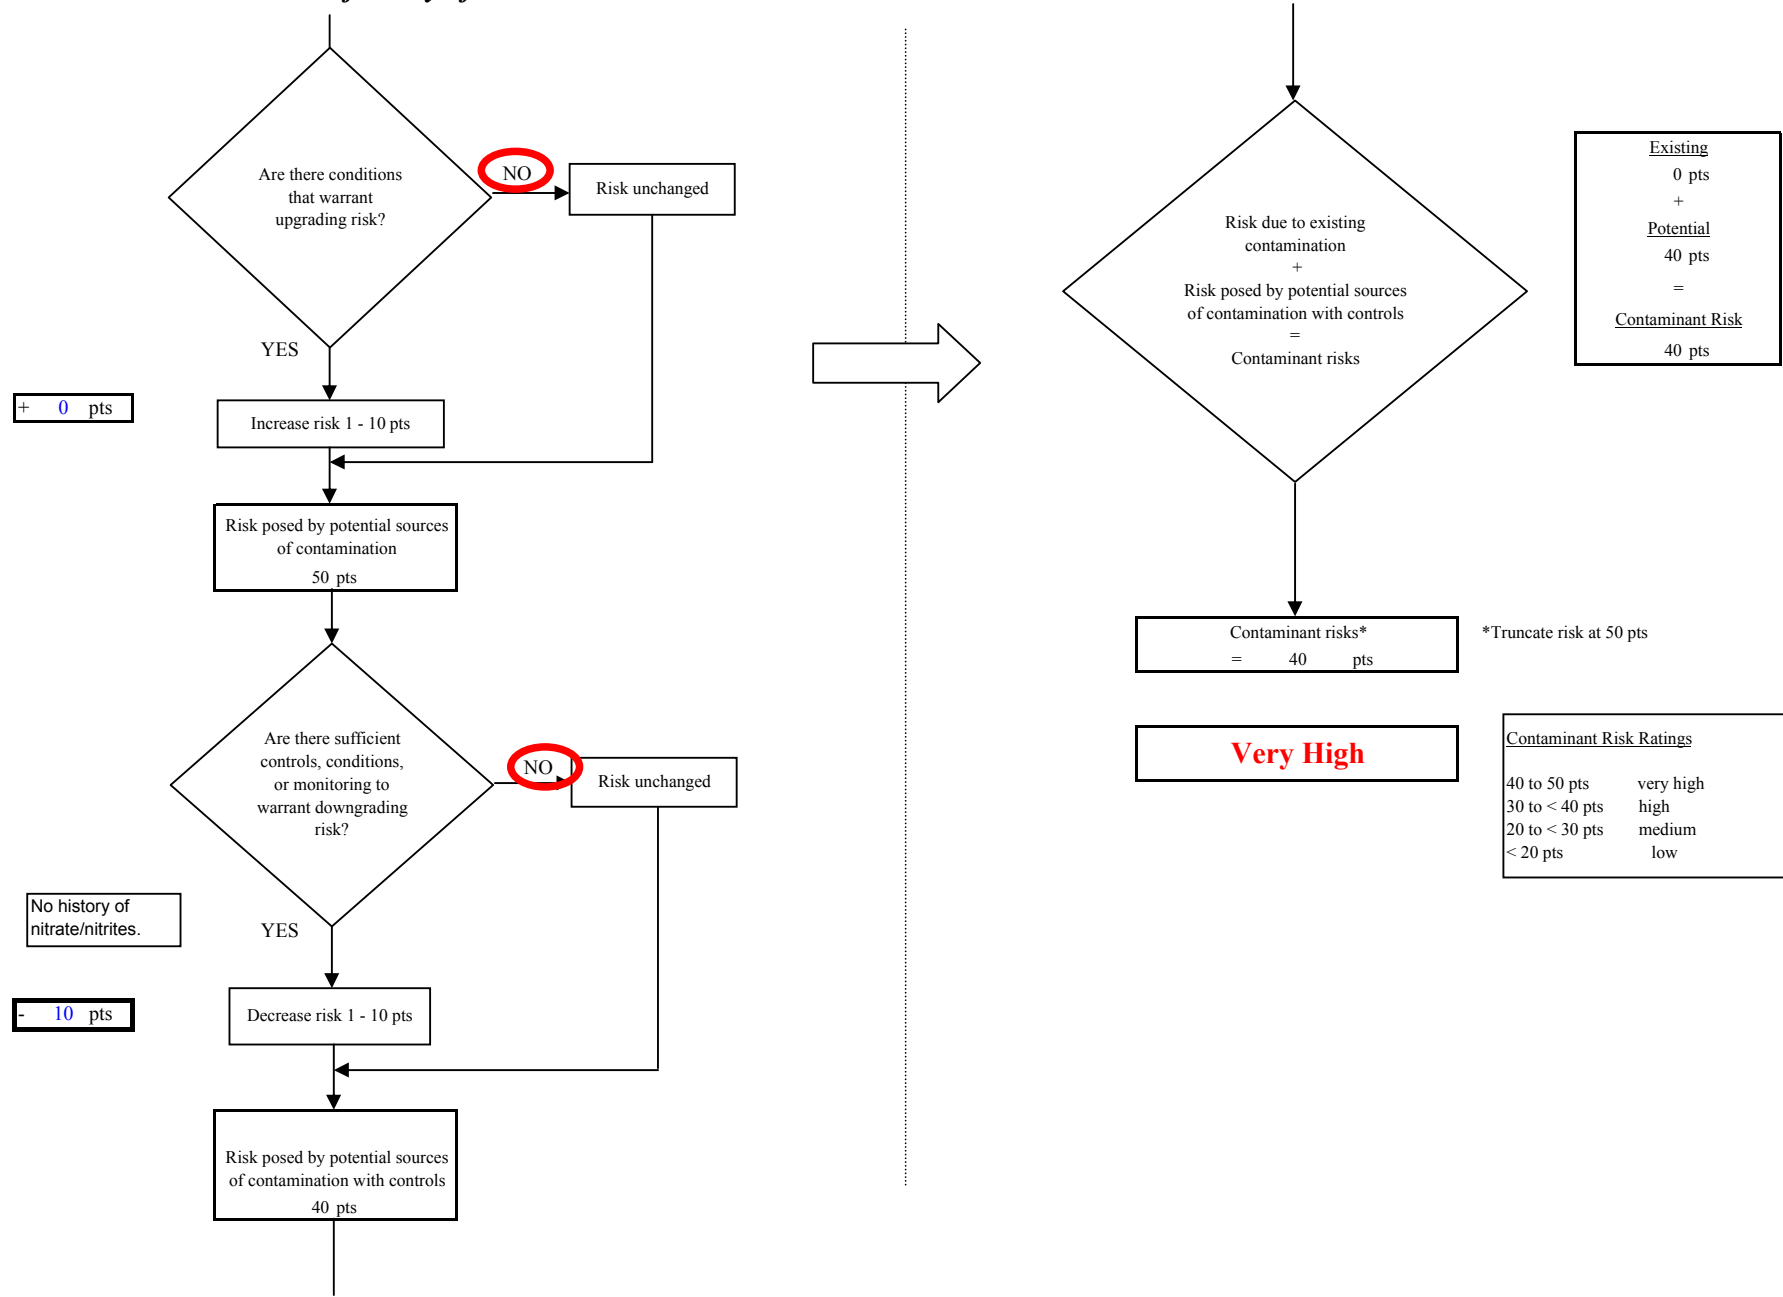 Are there conditions
that warrant
upgrading risk?
NO
Risk unchanged
YES
+ 0 pts
Increase risk 1 - 10 pts
Risk posed by potential sources
of contamination
50 pts
Are there sufficient
controls, conditions,
or monitoring to
warrant downgrading
risk?
NO
Risk unchanged
No history of
nitrate/nitrites.
YES
- 10 pts
Decrease risk 1 - 10 pts
Risk posed by potential sources
of contamination with controls
40 pts
Risk due to existing
contamination
+
Risk posed by potential sources
of contamination with controls
=
Contaminant risks
Existing
0 pts
+
Potential
40 pts
=
Contaminant Risk
40 pts
Contaminant risks*
= 40 pts
*Truncate risk at 50 pts
Very High
Contaminant Risk Ratings
40 to 50 pts very high
30 to < 40 pts high
20 to < 30 pts medium
< 20 pts low